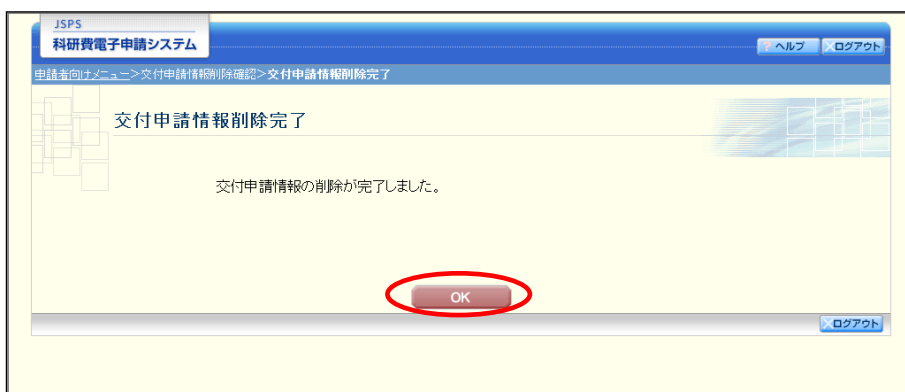 JSPS
科研費電子申請システム
? ヘルプ
ログアウト
申請者向けメニュー>交付申請情報削除確認>交付申請情報削除完了
交付申請情報削除完了
交付申請情報の削除が完了しました。
OK
ログアウト